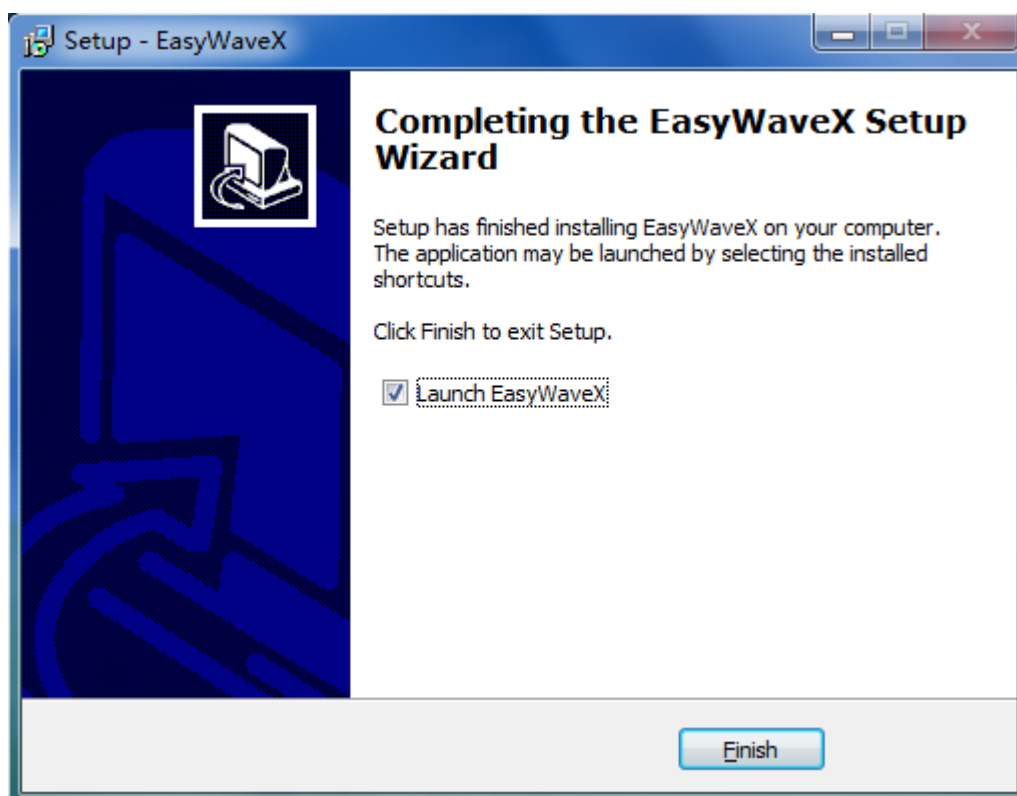 Setup - EasyWaveX
Completing the EasyWaveX Setup
Wizard
Setup has finished installing EasyWaveX on your computer.
The application may be launched by selecting the installed
shortcuts.
Click Finish to exit Setup.
Launch EasyWaveX
Finish